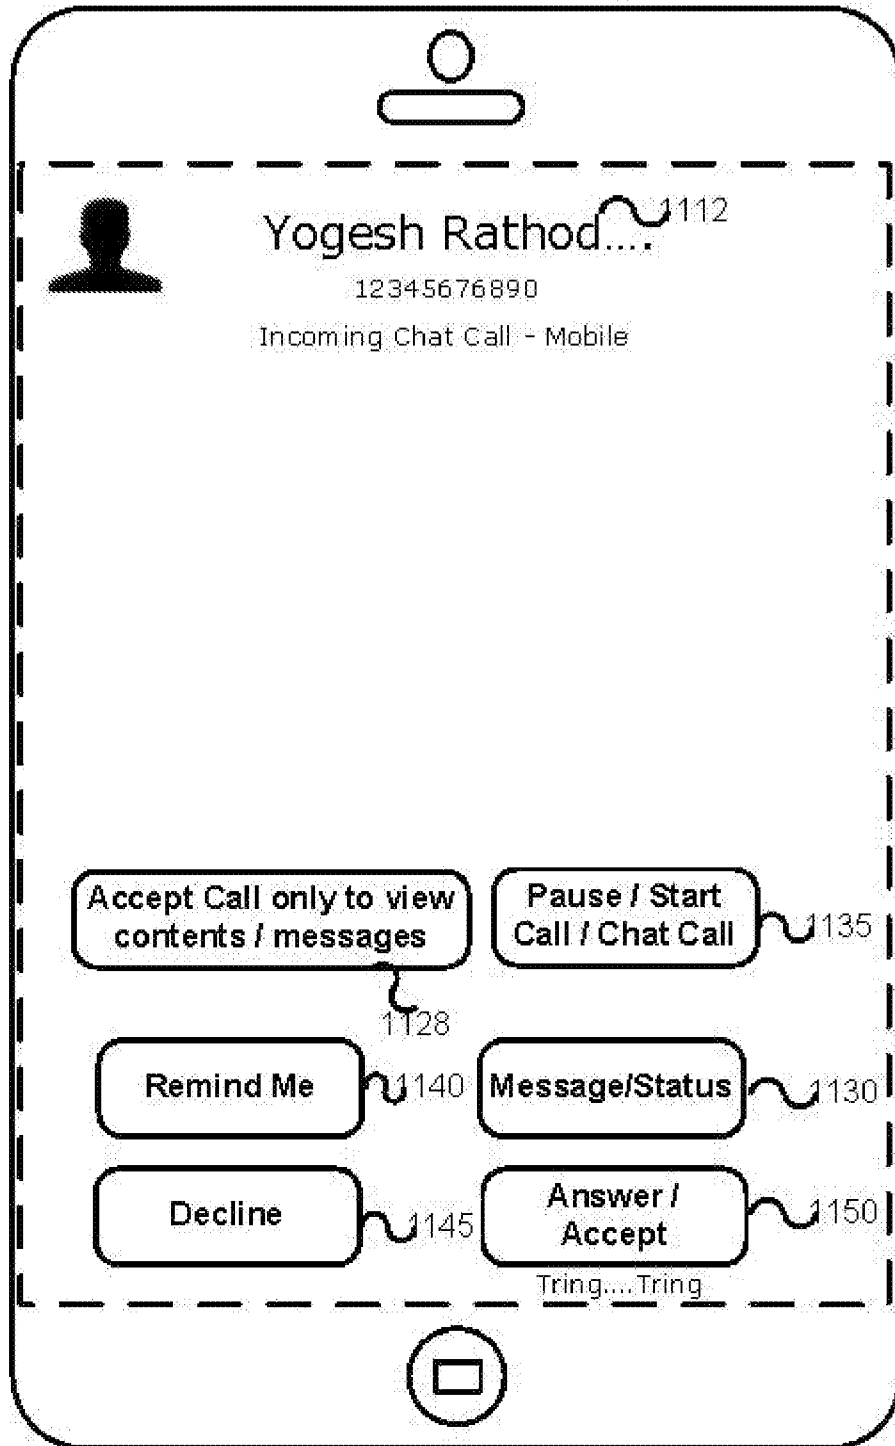 Yogesh Rathod.... 1112
12345676890
Incoming Chat Call - Mobile
Accept Call only to view
contents / messages
1128
Pause / Start
Call / Chat Call
1135
Remind Me
1140
Message/Status
1130
Decline
1145
Answer /
Accept
1150
Tring....Tring